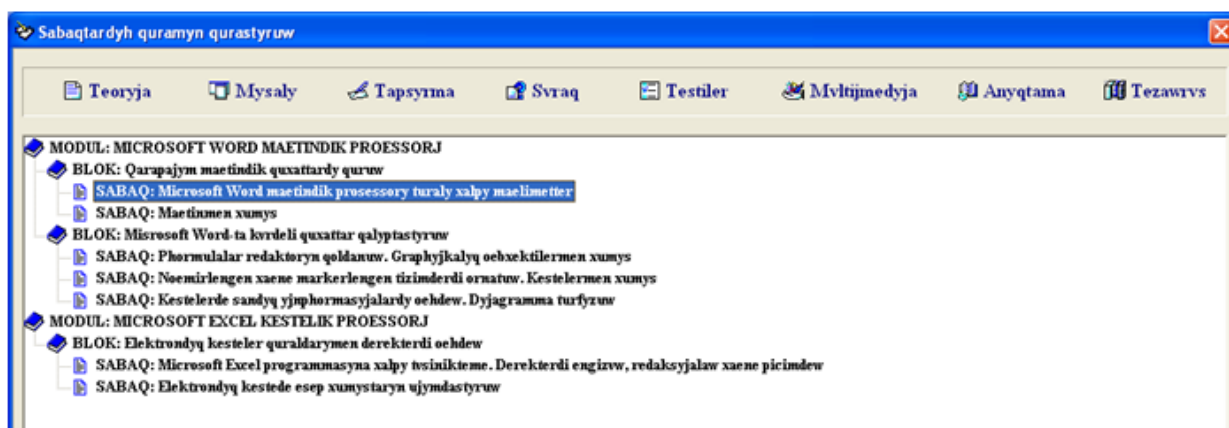 Sabaqtardyh quramyn qurastyruw
Teoryja Mysaly Tapsyrma Svraq Testiler Mvltijmedyja Anyqtama Tezawrvs
MODUL: MICROSOFT WORD MAETINDIK PROESSORJ
BLOK: Qarapajym maetindik quxattardy quruw
SABAQ: Microsoft Word maetindik prosessory turaly xalpy maelimetter
SABAQ: Maetinmen xumys
BLOK: Misrosoft Word-ta kvrdeli quxattar qalyptastyruw
SABAQ: Phormulalar redaktoryn qoldanuw. Graphyjkalyq oebxektilermen xumys
SABAQ: Noemirlengen xaene markerlengen tizimderdi ornatuw. Kestelermen xumys
SABAQ: Kestelerde sandyq yjnphormasyjalardy oehdew. Dyjagramma turfyzuw
MODUL: MICROSOFT EXCEL KESTELIK PROESSORJ
BLOK: Elektrondyq kesteler quraldarymen derekterdi oehdew
SABAQ: Microsoft Excel programmasyna xalpy tvsinikteme. Derekterdi engizvw, redaksyjalaw xaene picimdew
SABAQ: Elektrondyq kestede esep xumystaryn ujymdastyruw